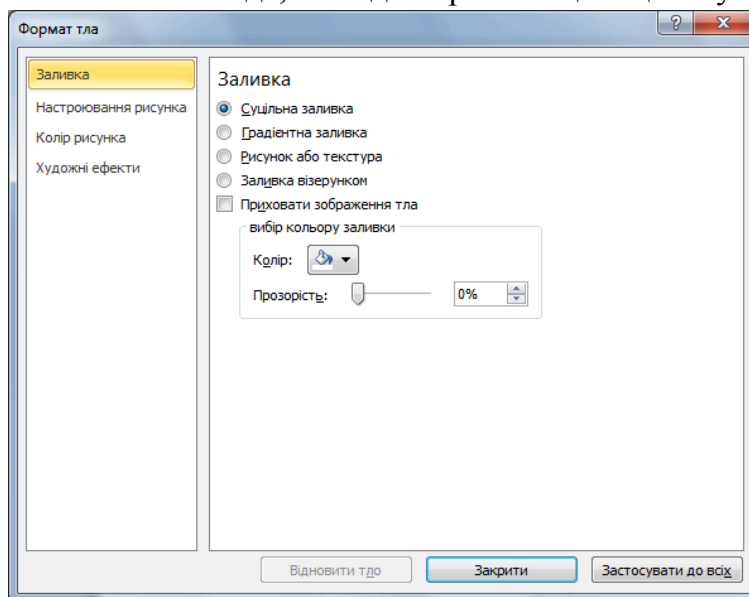 Формат тла
Заливка
Настроювання рисунка
Колір рисунка
Художні ефекти
Заливка
Суцільна заливка
Градієнтна заливка
Рисунок або текстура
Заливка візерунком
Приховати зображення тла
вибір кольору заливки
Колір:
Прозорість: 0%
Відновити тло Закрити Застосувати до всіх